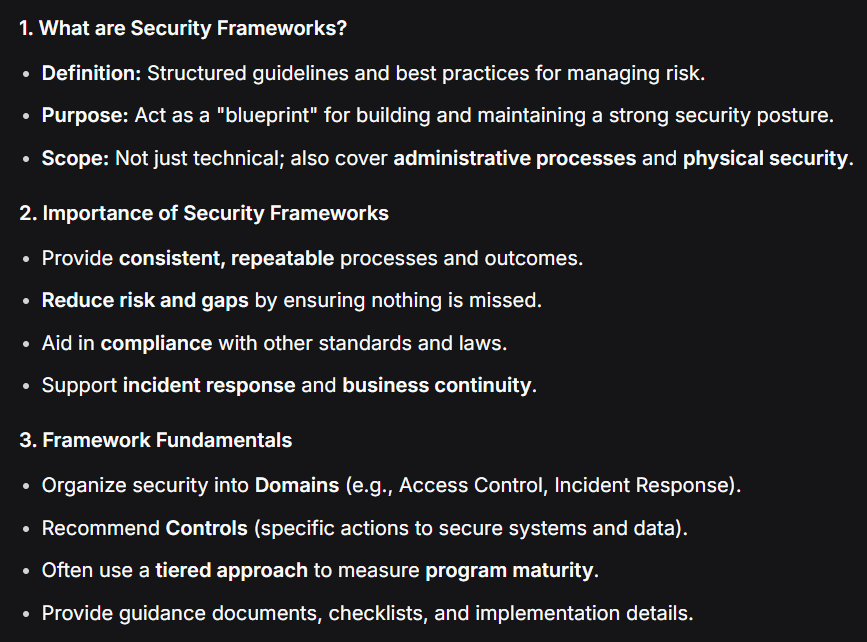 1. What are Security Frameworks?
• Definition: Structured guidelines and best practices for managing risk.
• Purpose: Act as a "blueprint" for building and maintaining a strong security posture.
• Scope: Not just technical; also cover administrative processes and physical security.
2. Importance of Security Frameworks
• Provide consistent, repeatable processes and outcomes.
• Reduce risk and gaps by ensuring nothing is missed.
• Aid in compliance with other standards and laws.
• Support incident response and business continuity.
3. Framework Fundamentals
• Organize security into Domains (e.g., Access Control, Incident Response).
• Recommend Controls (specific actions to secure systems and data).
• Often use a tiered approach to measure program maturity.
• Provide guidance documents, checklists, and implementation details.